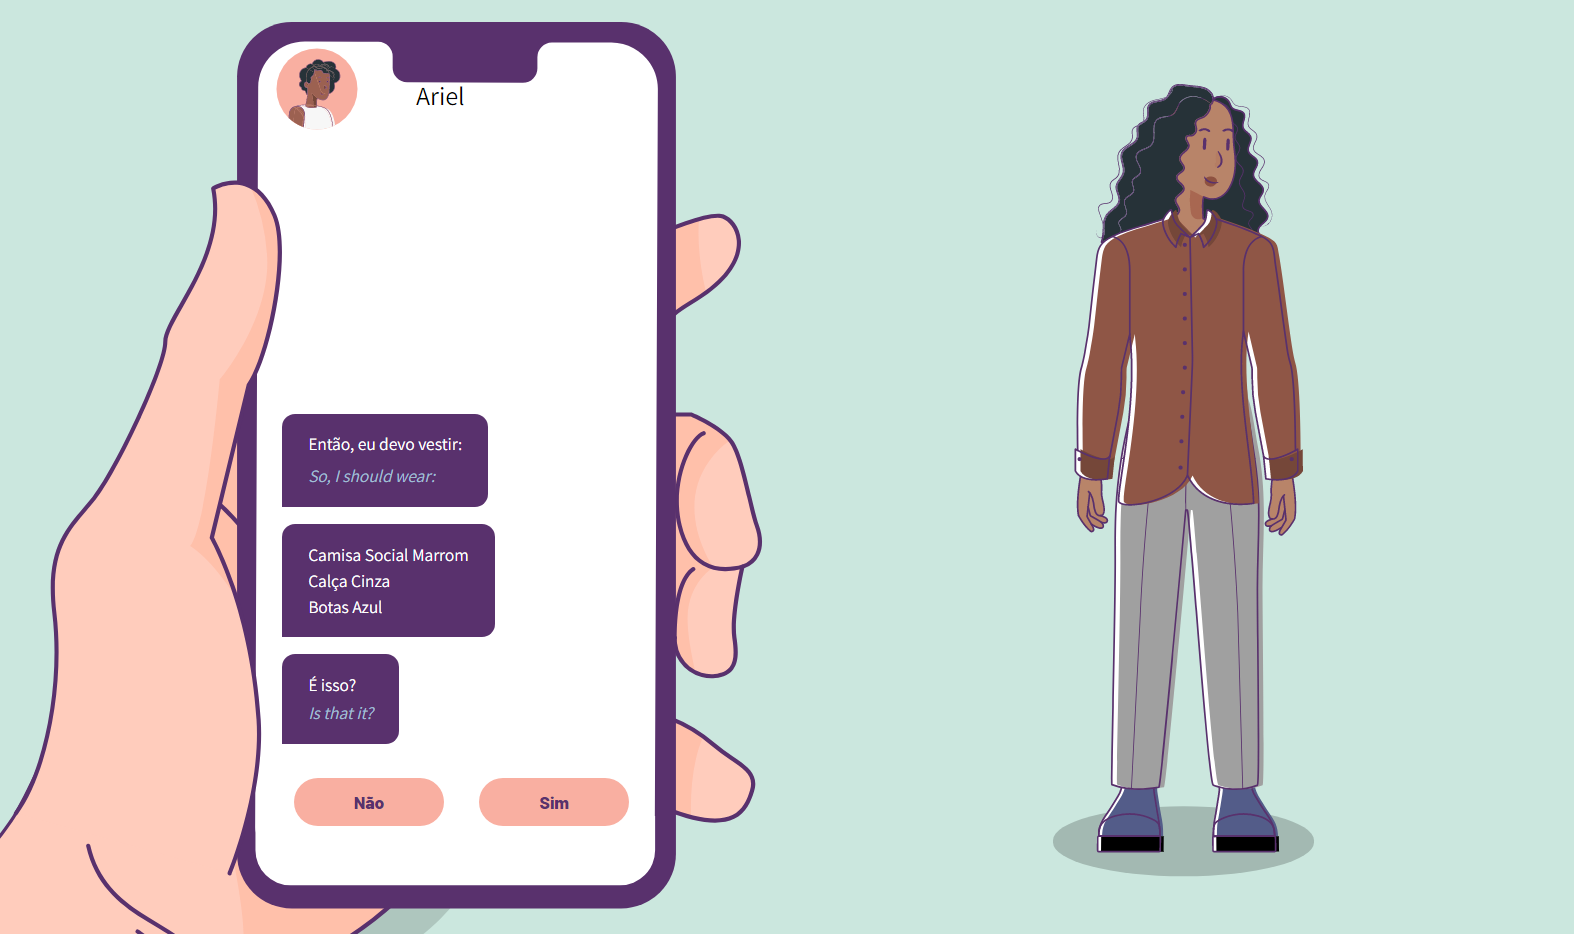 Ariel
Então, eu devo vestir:
So, I should wear:
Camisa Social Marrom
Calça Cinza
Botas Azul
É isso?
Is that it?
Não
Sim